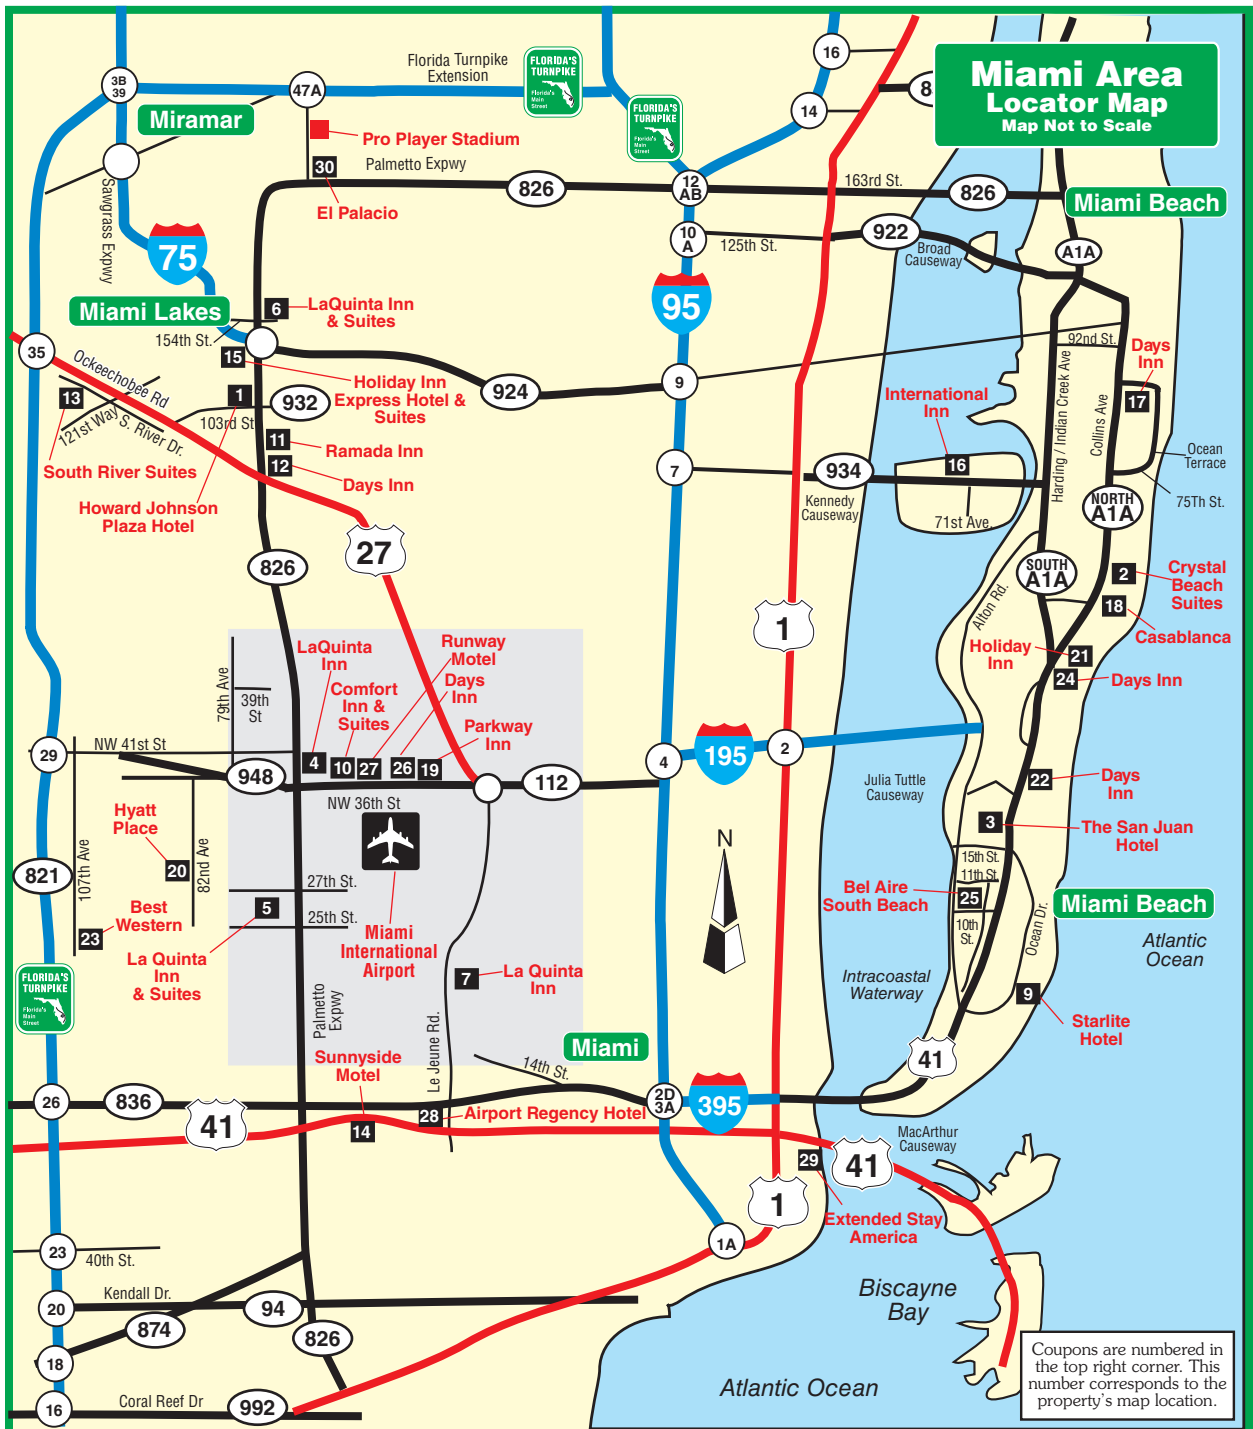 Miami Area
Locator Map
Map Not to Scale
Florida Turnpike
Extension
FLORIDA'S
TURNPIKE
Florida's
Main
Street
FLORIDA'S
TURNPIKE
Florida's
Main
Street
16
3B
39
47A
14
8
Miramar
Pro Player Stadium
30
Palmetto Expwy
El Palacio
826
12
AB
163rd St.
826
Miami Beach
Sawgrass Expwy
75
10
A
125th St.
922
Broad
Causeway
A1A
95
Miami Lakes
6
LaQuinta Inn
& Suites
154th St.
15
35
Ockeechobee Rd
Holiday Inn
Express Hotel &
Suites
924
9
92nd St.
Days
Inn
17
13
121st Way
S. River Dr.
1
103rd St
932
International
Inn
16
Harding / Indian Creek Ave
Collins Ave
Ocean
Terrace
11
Ramada Inn
12
Days Inn
South River Suites
Howard Johnson
Plaza Hotel
7
934
Kennedy
Causeway
71st Ave.
75Th St.
NORTH
A1A
27
826
SOUTH
A1A
2
Crystal
Beach
Suites
18
Casablanca
Alton Rd.
1
Holiday
Inn
21
24
Days Inn
79th Ave
39th
St
LaQuinta
Inn
Comfort
Inn &
Suites
Runway
Motel
Days
Inn
Parkway
Inn
29
NW 41st St
948
4
10
27
26
19
112
4
195
2
NW 36th St
Julia Tuttle
Causeway
22
Days
Inn
3
The San Juan
Hotel
Hyatt
Place
20
821
107th Ave
82nd Ave
27th St.
5
25th St.
Best
Western
23
La Quinta
Inn
& Suites
Miami
International
Airport
7
La Quinta
Inn
N
15th St.
11th St.
Bel Aire
South Beach
25
10th
St.
Ocean Dr.
Miami Beach
Atlantic
Ocean
Intracoastal
Waterway
9
Starlite
Hotel
FLORIDA'S
TURNPIKE
Florida's
Main
Street
Palmetto
Expwy
Le Jeune Rd.
Miami
14th St.
Sunnyside
Motel
41
26
836
41
14
28
Airport Regency Hotel
2D
3A
395
MacArthur
Causeway
29
41
1
Extended Stay
America
1A
23
40th St.
Kendall Dr.
20
94
874
826
18
Biscayne
Bay
Coral Reef Dr
16
992
Atlantic Ocean
Coupons are numbered in
the top right corner. This
number corresponds to the
property's map location.